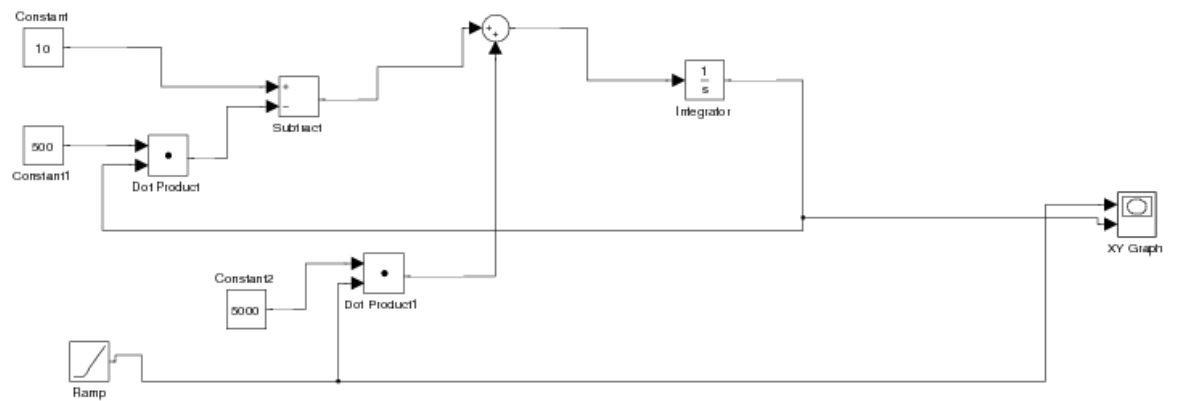 Constant
10
+
+
1
s
Integrator
+
−
Subtract
500
Constant1
Dot Product
XY Graph
Constant2
5000
Dot Product1
Ramp